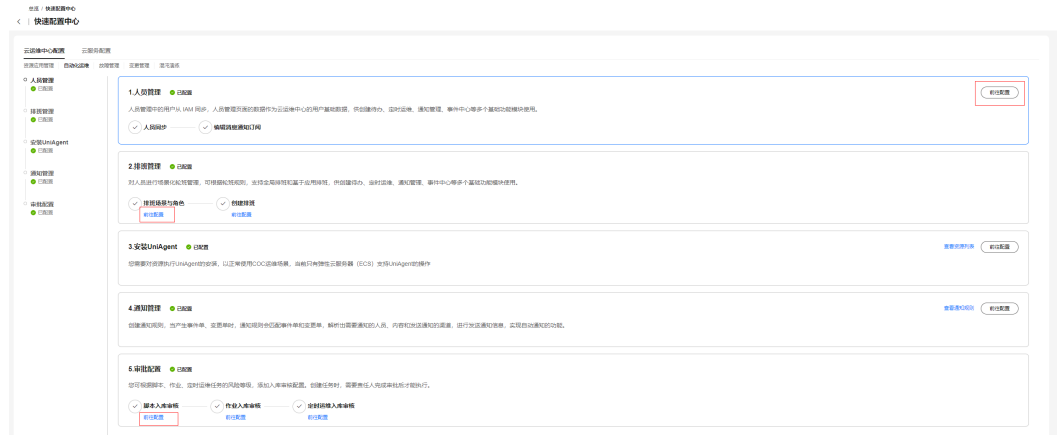 总览 / 快速配置中心
快速配置中心
云运维中心配置 云服务配置
资源应用管理 自动化运维 故障管理 变更管理 混沌演练
人员管理
已配置
排班管理
已配置
安装UniAgent
已配置
通知管理
已配置
审批配置
已配置
1.人员管理 已配置
前往配置
人员管理中的用户从 IAM 同步，人员管理页面的数据作为云运维中心的用户基础数据，供创建待办、定时运维、通知管理、事件中心等多个基础功能模块使用。
人员同步 编辑消息通知订阅
2.排班管理 已配置
对人员进行场景化轮班管理，可根据轮班规则，支持全局排班和基于应用排班，供创建待办、定时运维、通知管理、事件中心等多个基础功能模块使用。
排班场景与角色 创建排班
前往配置 前往配置
3.安装UniAgent 已配置
查看资源列表 前往配置
您需要对资源执行UniAgent的安装，以正常使用COC运维场景，当前只有弹性云服务器（ECS）支持UniAgent的操作
4.通知管理 已配置
查看通知规则 前往配置
创建通知规则，当产生事件单、变更单时，通知规则会匹配事件单和变更单，解析出需要通知的人员、内容和发送通知的渠道，进行发送通知信息，实现自动通知的功能。
5.审批配置 已配置
您可根据脚本、作业、定时运维任务的风险等级，添加入库审核配置。创建任务时，需要责任人完成审批后才能执行。
脚本入库审核 作业入库审核 定时运维入库审核
前往配置 前往配置 前往配置